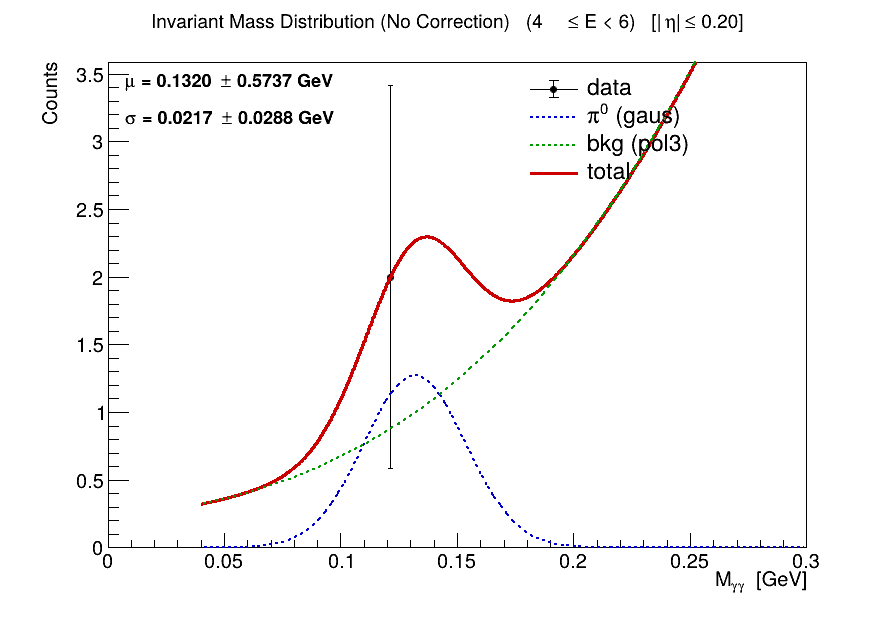 Invariant Mass Distribution (No Correction) (4 ≤ E < 6) [|η| ≤ 0.20]
Counts
3.5
3
2.5
2
1.5
1
0.5
0
μ = 0.1320 ± 0.5737 GeV
σ = 0.0217 ± 0.0288 GeV
data
π⁰ (gaus)
bkg (pol3)
total
0 0.05 0.1 0.15 0.2 0.25 0.3
Mγγ [GeV]